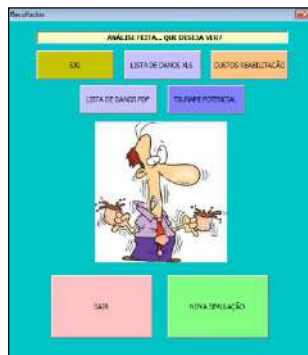 Resultados
ANÁLISE FEITA... QUE DESEJA VER?
SIG
LISTA DE DANOS XLS
CUSTOS REABILITAÇÃO
LISTA DE DANOS PDF
TSUNAMI POTENCIAL
SAIR
NOVA SIMULAÇÃO